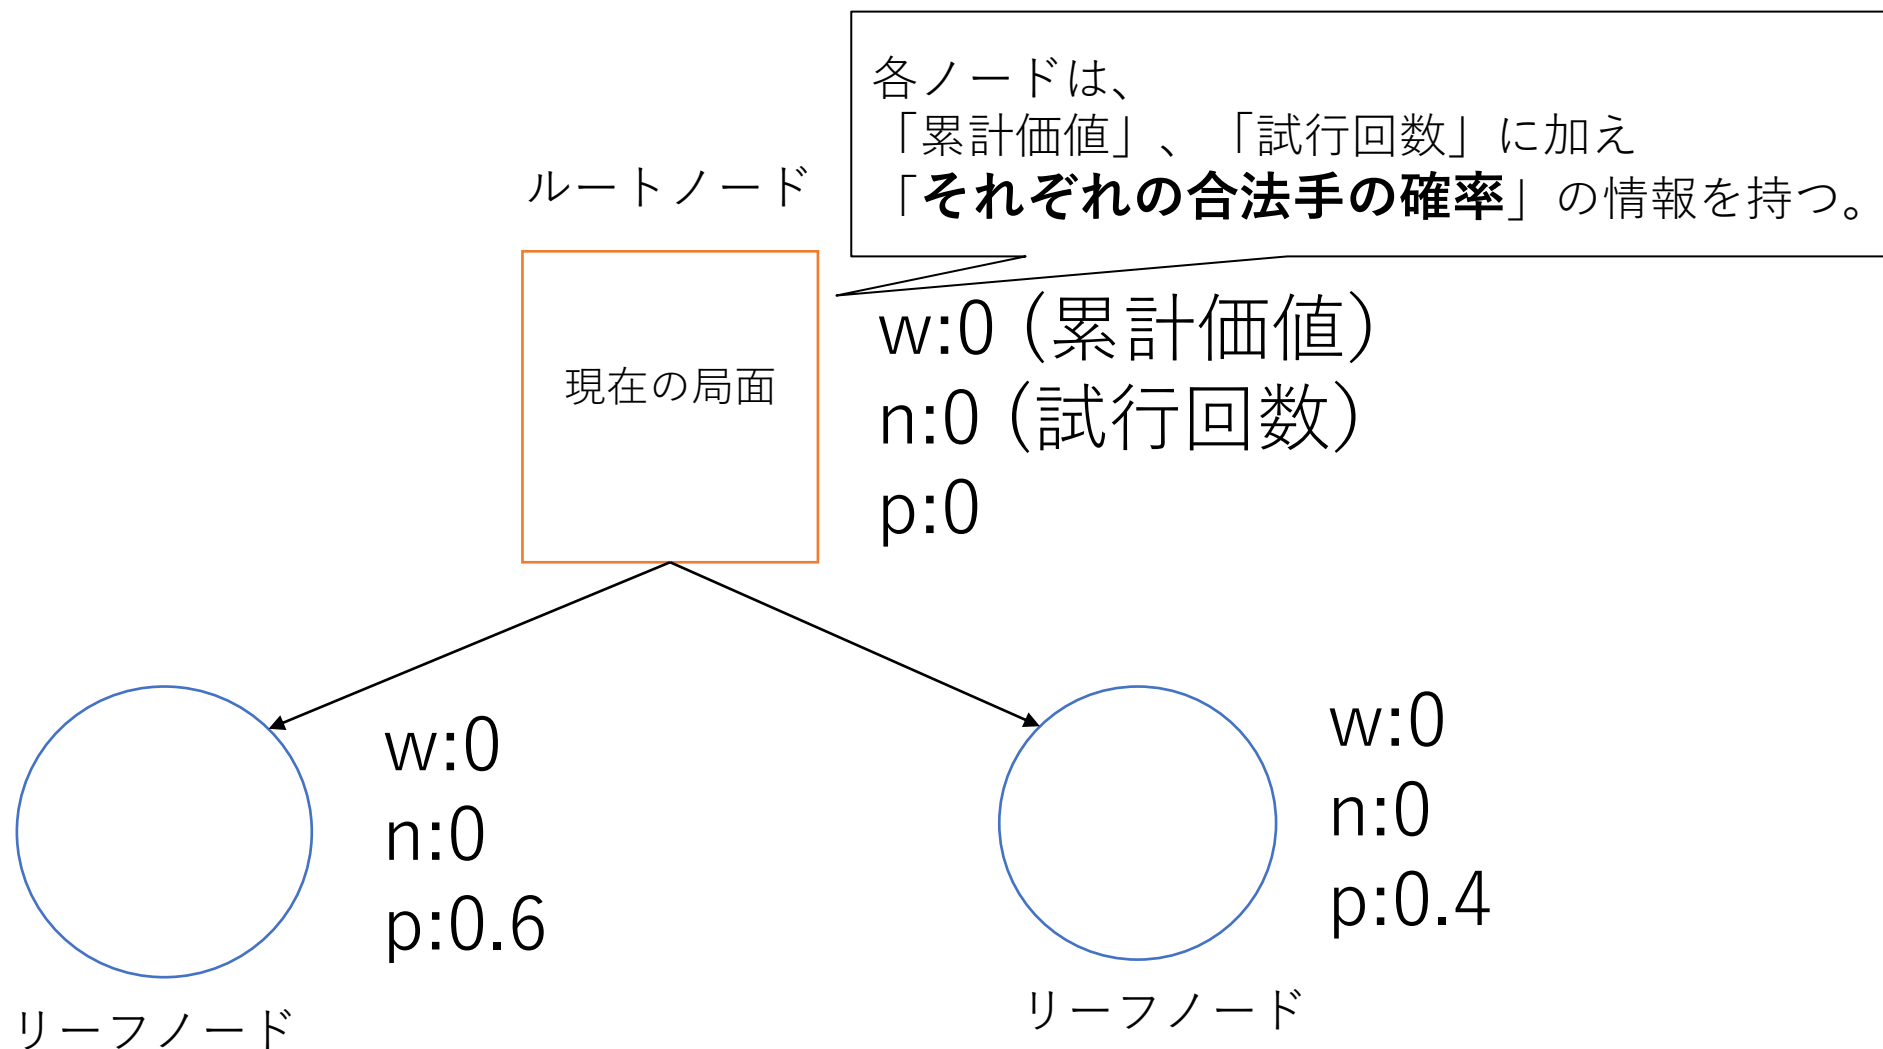 各ノードは、
「累計価値」、「試行回数」に加え
「それぞれの合法手の確率」の情報を持つ。
ルートノード
現在の局面
w:0（累計価値）
n:0（試行回数）
p:0
w:0
n:0
p:0.6
リーフノード
w:0
n:0
p:0.4
リーフノード